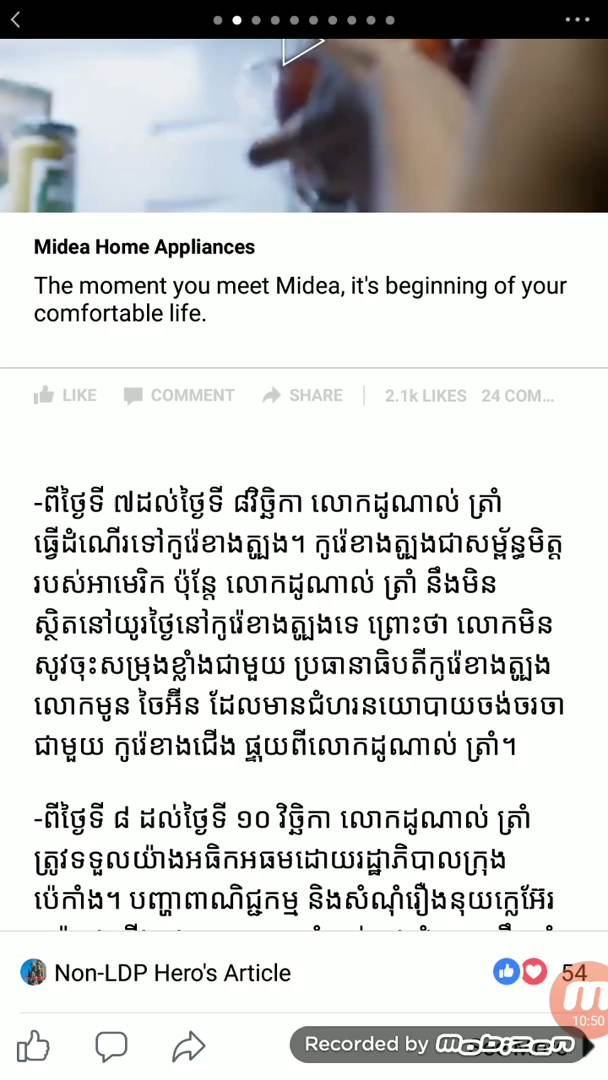 Midea Home Appliances
The moment you meet Midea, it's beginning of your
comfortable life.
LIKE COMMENT SHARE 2.1k LIKES 24 COM...
-ពីថ្ងៃទី ៧ដល់ថ្ងៃទី ៨វិច្ឆិកា លោកដូណាល់ ត្រាំ
ធ្វើដំណើរទៅកូរ៉េខាងត្បូង។ កូរ៉េខាងត្បូងជាសម្ព័ន្ធមិត្ត
របស់អាមេរិក ប៉ុន្តែ លោកដូណាល់ ត្រាំ នឹងមិន
ស្ថិតនៅយូរថ្ងៃនៅកូរ៉េខាងត្បូងទេ ព្រោះថា លោកមិន
សូវចុះសម្រុងខ្លាំងជាមួយ ប្រធានាធិបតីកូរ៉េខាងត្បូង
លោកមូន ចៃអ៊ីន ដែលមានជំហរនយោបាយចង់ចរចា
ជាមួយ កូរ៉េខាងជើង ផ្ទុយពីលោកដូណាល់ ត្រាំ។
-ពីថ្ងៃទី ៨ ដល់ថ្ងៃទី ១០ វិច្ឆិកា លោកដូណាល់ ត្រាំ
ត្រូវទទួលយ៉ាងអធិកអធមដោយរដ្ឋាភិបាលក្រុង
ប៉េកាំង។ បញ្ហាពាណិជ្ជកម្ម និងសំណុំរឿងនុយក្លេអ៊ែរ
Non-LDP Hero's Article 54
10:50
Recorded by mobizen